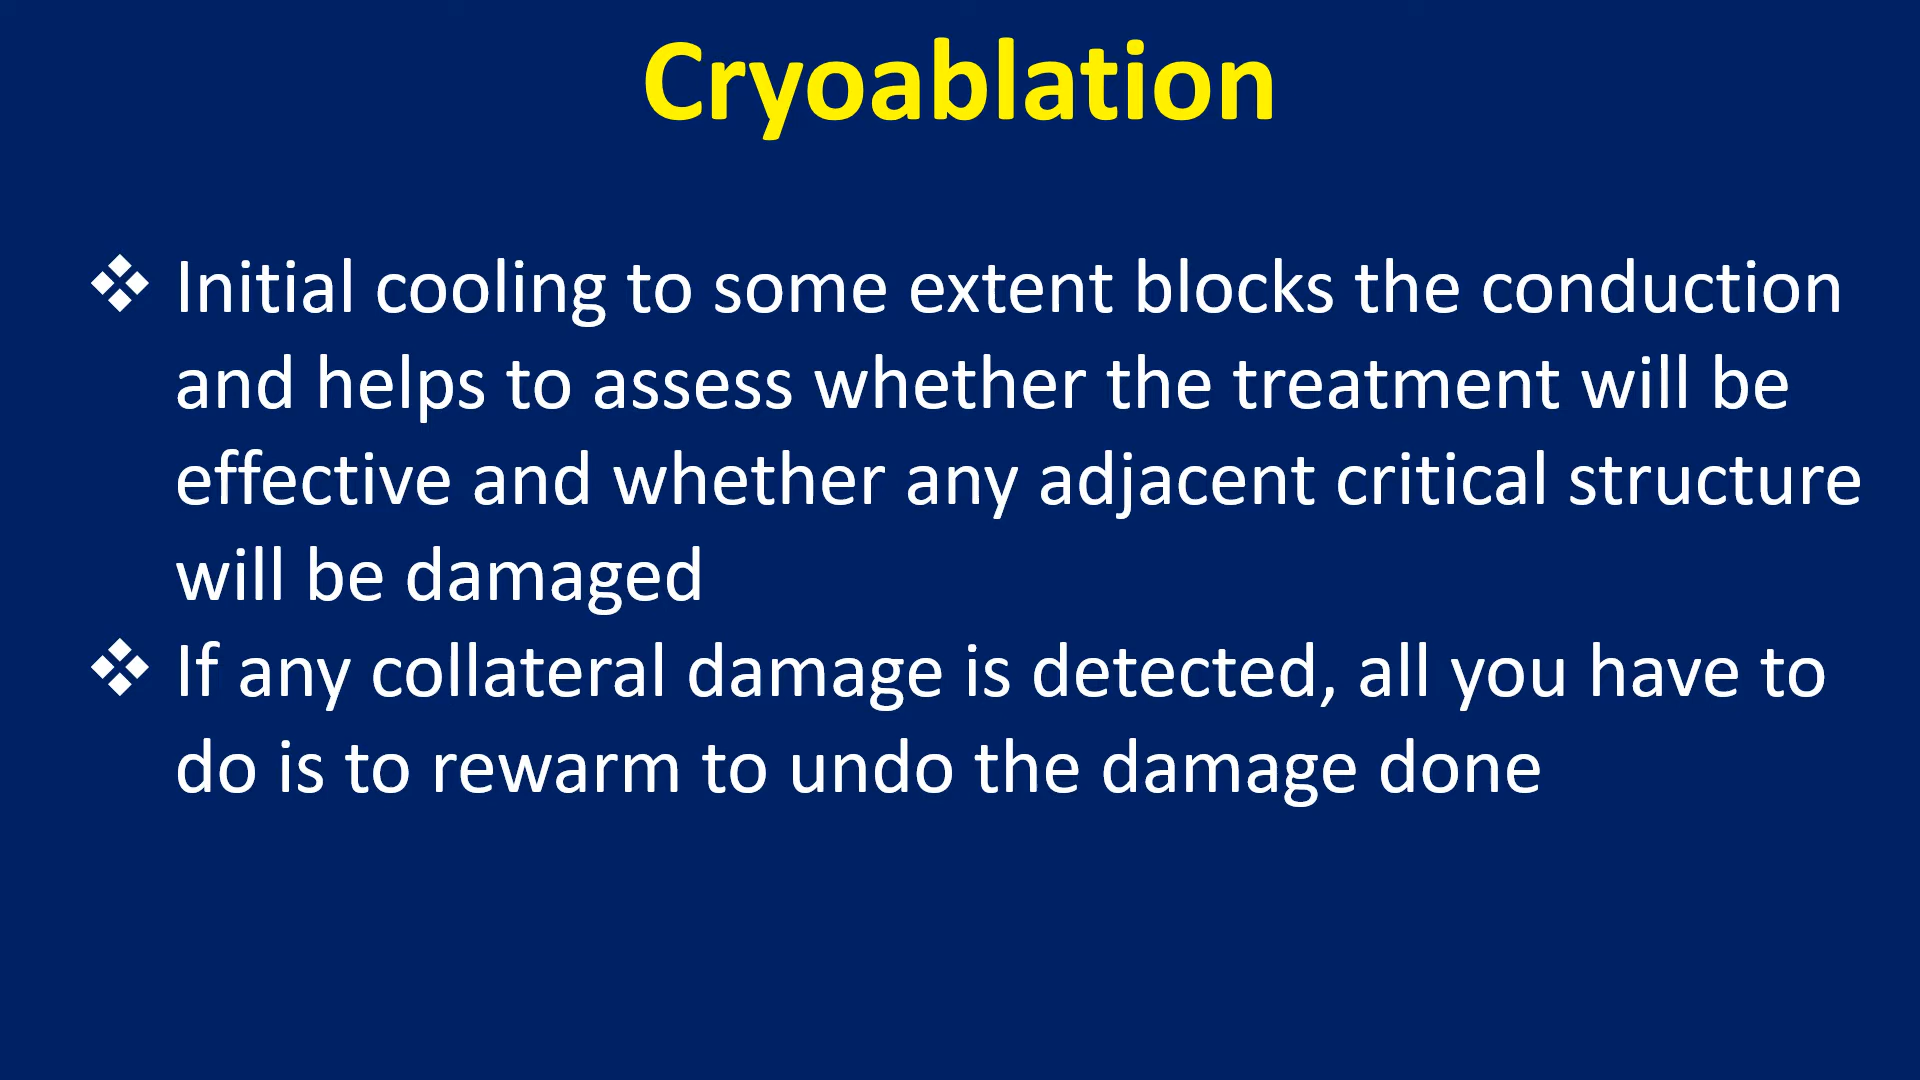 Cryoablation
❖ Initial cooling to some extent blocks the conduction
and helps to assess whether the treatment will be
effective and whether any adjacent critical structure
will be damaged
❖ If any collateral damage is detected, all you have to
do is to rewarm to undo the damage done